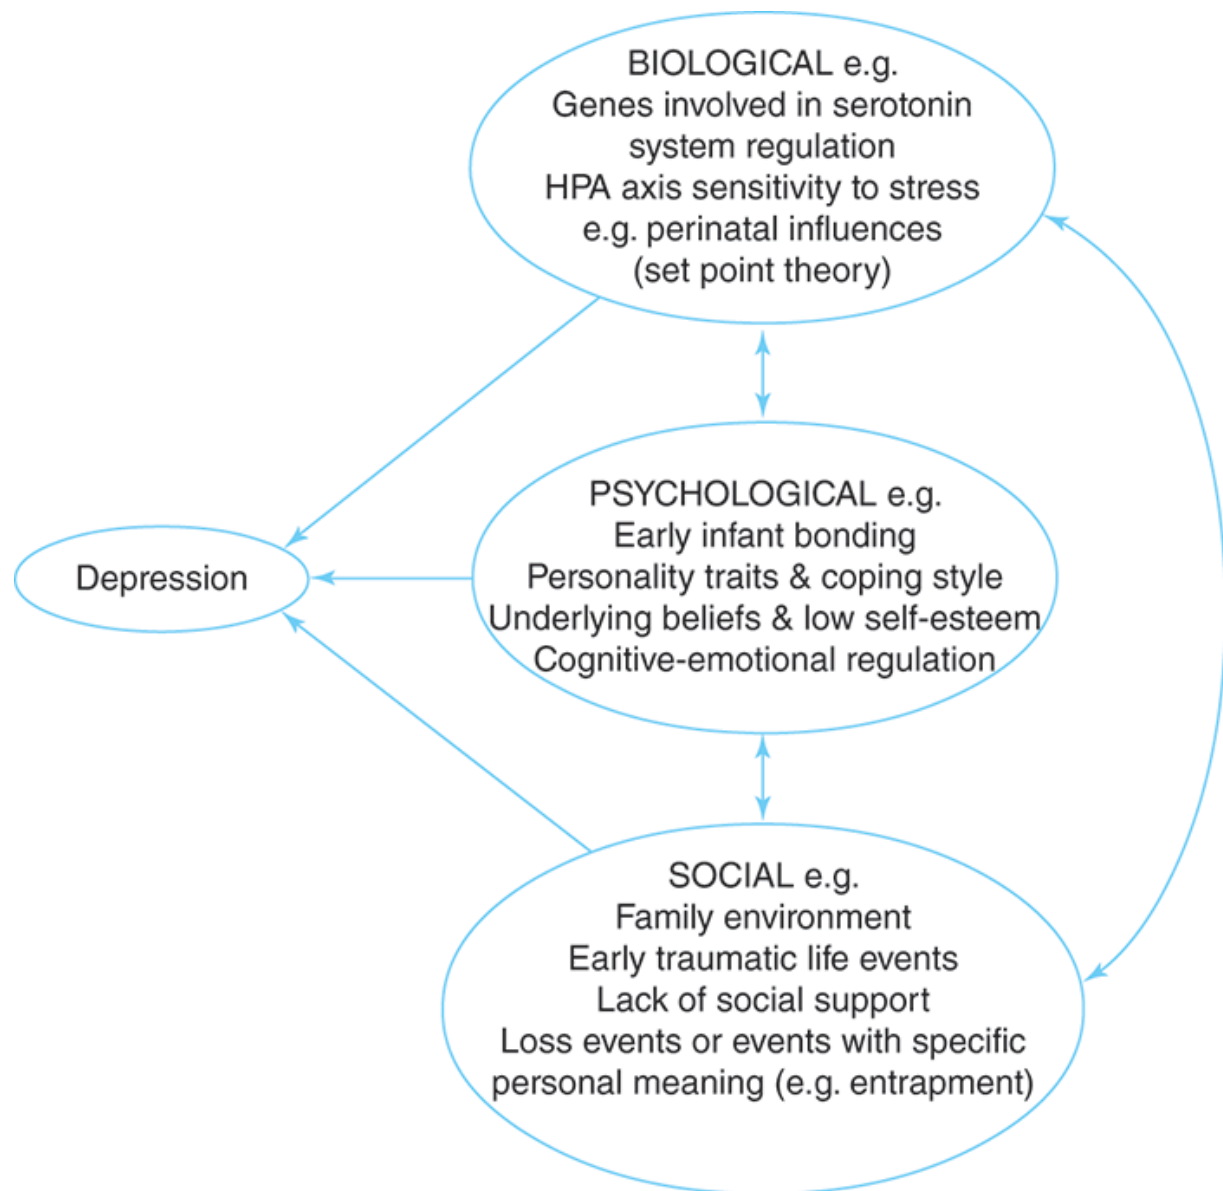 BIOLOGICAL e.g.
Genes involved in serotonin
system regulation
HPA axis sensitivity to stress
e.g. perinatal influences
(set point theory)
Depression
PSYCHOLOGICAL e.g.
Early infant bonding
Personality traits & coping style
Underlying beliefs & low self-esteem
Cognitive-emotional regulation
SOCIAL e.g.
Family environment
Early traumatic life events
Lack of social support
Loss events or events with specific
personal meaning (e.g. entrapment)